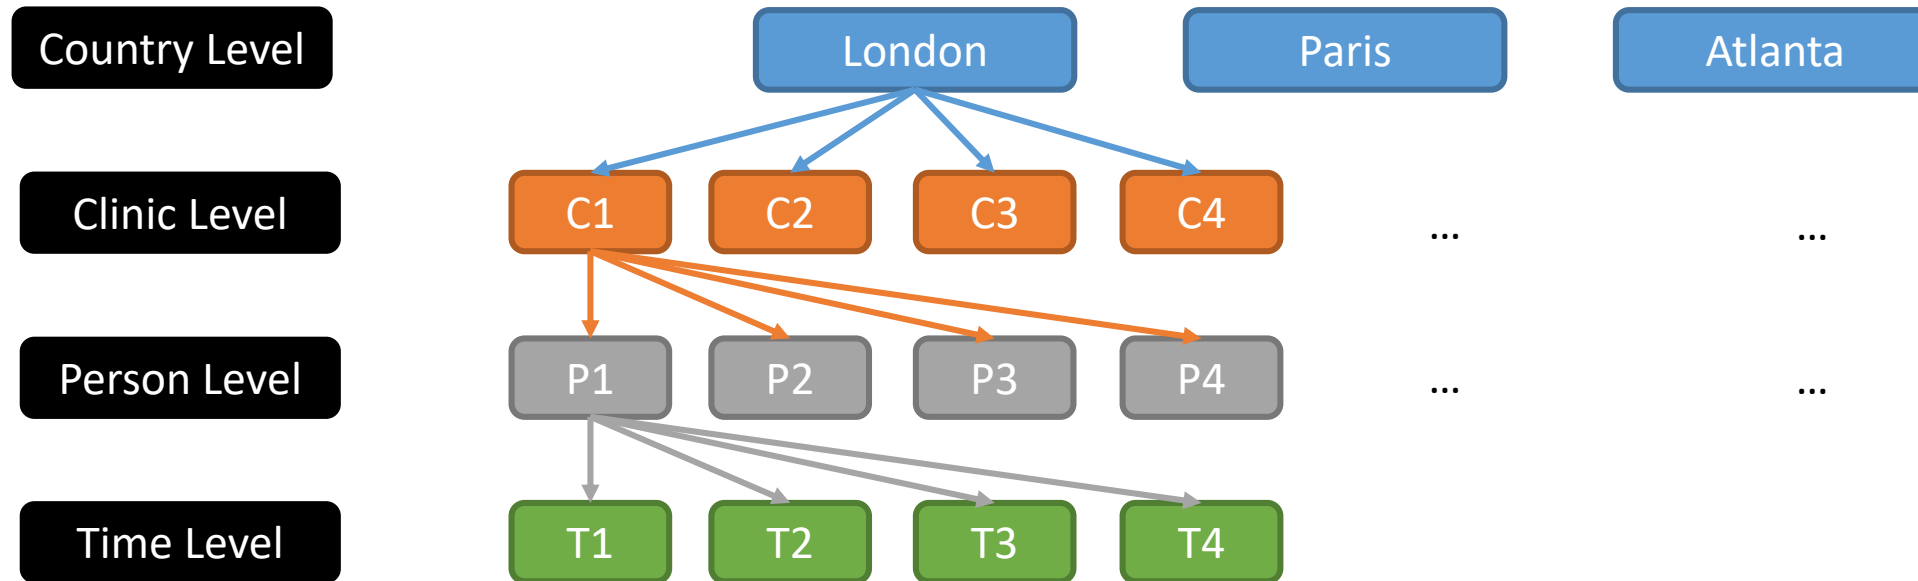 Country Level London Paris Atlanta
Clinic Level C1 C2 C3 C4 ... ...
Person Level P1 P2 P3 P4 ... ...
Time Level T1 T2 T3 T4